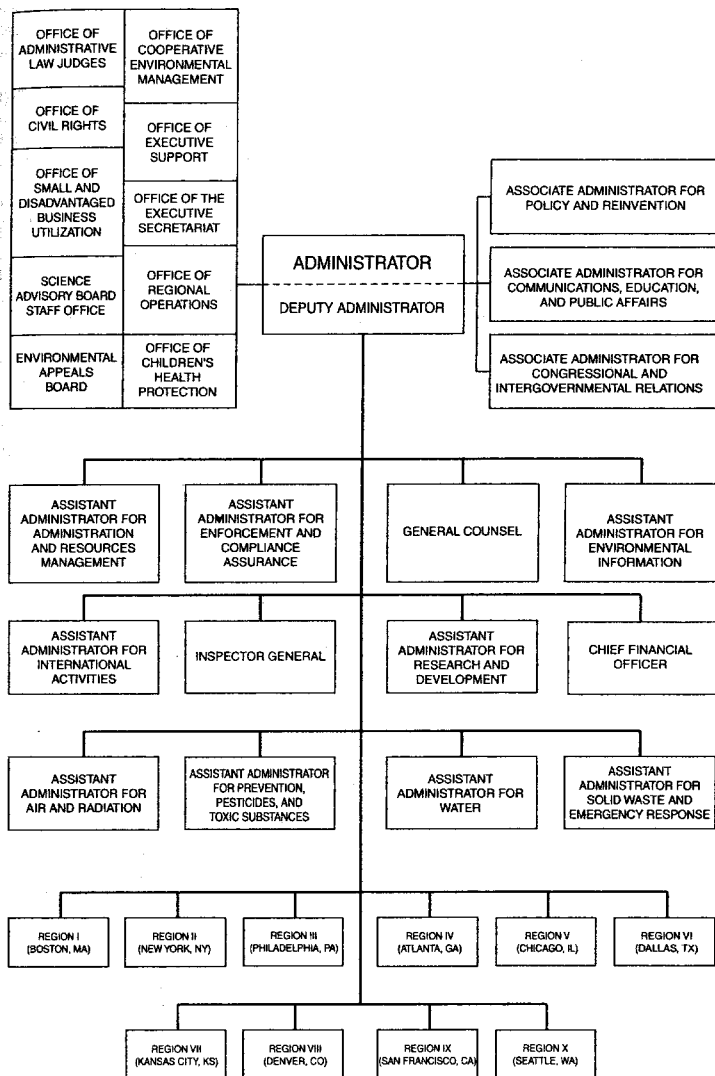 OFFICE OF
ADMINISTRATIVE
LAW JUDGES
OFFICE OF
COOPERATIVE
ENVIRONMENTAL
MANAGEMENT
OFFICE OF
CIVIL RIGHTS
OFFICE OF
EXECUTIVE
SUPPORT
OFFICE OF
SMALL AND
DISADVANTAGED
BUSINESS
UTILIZATION
OFFICE OF THE
EXECUTIVE
SECRETARIAT
SCIENCE
ADVISORY BOARD
STAFF OFFICE
OFFICE OF
REGIONAL
OPERATIONS
ENVIRONMENTAL
APPEALS
BOARD
OFFICE OF
CHILDREN'S
HEALTH
PROTECTION
ADMINISTRATOR
DEPUTY ADMINISTRATOR
ASSOCIATE ADMINISTRATOR FOR
POLICY AND REINVENTION
ASSOCIATE ADMINISTRATOR FOR
COMMUNICATIONS, EDUCATION,
AND PUBLIC AFFAIRS
ASSOCIATE ADMINISTRATOR FOR
CONGRESSIONAL AND
INTERGOVERNMENTAL RELATIONS
ASSISTANT
ADMINISTRATOR FOR
ADMINISTRATION
AND RESOURCES
MANAGEMENT
ASSISTANT
ADMINISTRATOR FOR
ENFORCEMENT AND
COMPLIANCE
ASSURANCE
GENERAL COUNSEL
ASSISTANT
ADMINISTRATOR FOR
ENVIRONMENTAL
INFORMATION
ASSISTANT
ADMINISTRATOR FOR
INTERNATIONAL
ACTIVITIES
INSPECTOR GENERAL
ASSISTANT
ADMINISTRATOR FOR
RESEARCH AND
DEVELOPMENT
CHIEF FINANCIAL
OFFICER
ASSISTANT
ADMINISTRATOR FOR
AIR AND RADIATION
ASSISTANT ADMINISTRATOR
FOR PREVENTION,
PESTICIDES, AND
TOXIC SUBSTANCES
ASSISTANT
ADMINISTRATOR FOR
WATER
ASSISTANT
ADMINISTRATOR FOR
SOLID WASTE AND
EMERGENCY RESPONSE
REGION I
(BOSTON, MA)
REGION II
(NEW YORK, NY)
REGION III
(PHILADELPHIA, PA)
REGION IV
(ATLANTA, GA)
REGION V
(CHICAGO, IL)
REGION VI
(DALLAS, TX)
REGION VII
(KANSAS CITY, KS)
REGION VIII
(DENVER, CO)
REGION IX
(SAN FRANCISCO, CA)
REGION X
(SEATTLE, WA)